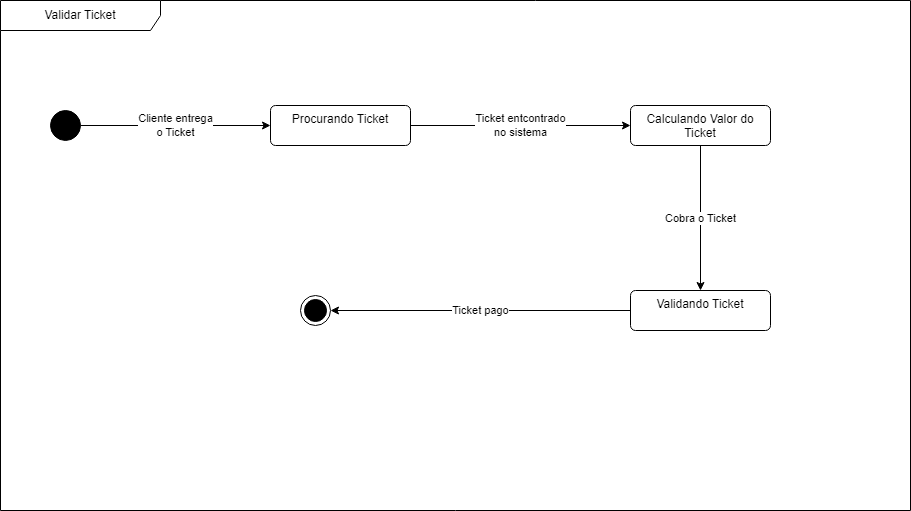 Validar Ticket
Cliente entrega
o Ticket
Procurando Ticket
Ticket entcontrado
no sistema
Calculando Valor do
Ticket
Cobra o Ticket
Validando Ticket
Ticket pago